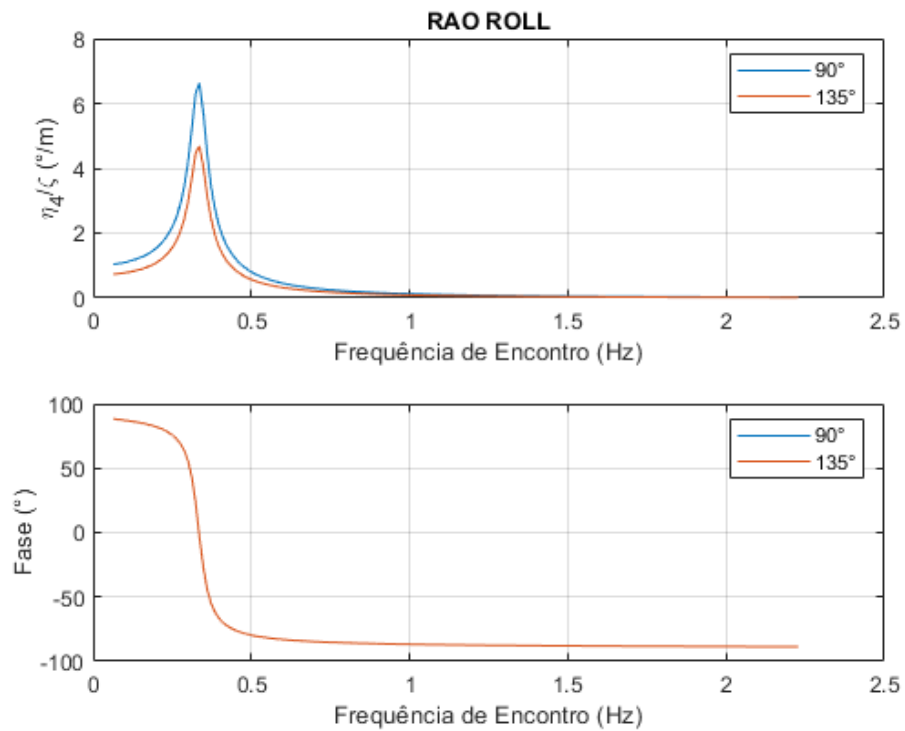 RAO ROLL
8
6
4
2
0
η₄/ζ (°/m)
90°
135°
0 0.5 1 1.5 2 2.5
Frequência de Encontro (Hz)
100
50
0
-50
-100
Fase (°)
90°
135°
0 0.5 1 1.5 2 2.5
Frequência de Encontro (Hz)